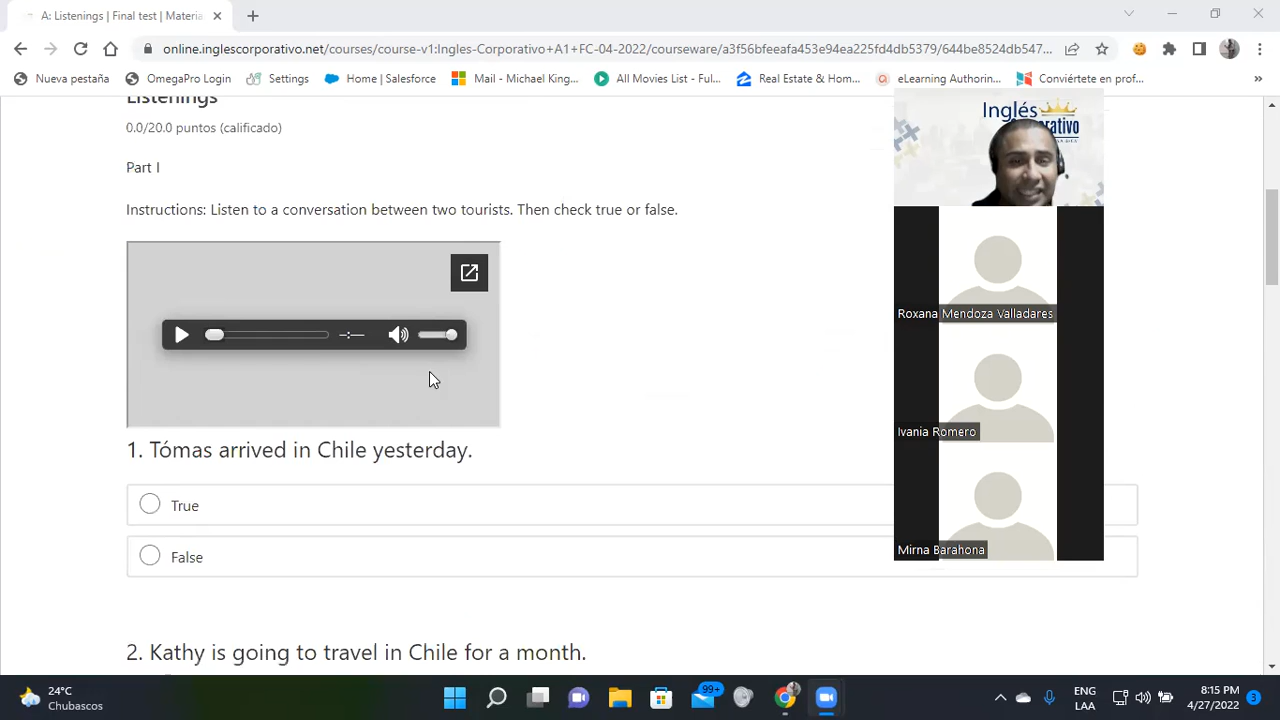 A: Listenings | Final test | Materia
online.inglescorporativo.net/courses/course-v1:Ingles-Corporativo+A1+FC-04-2022/courseware/a3f56bfeeafa453e94ea225fd4db5379/644be8524db547...
Nueva pestaña
OmegaPro Login
Settings
Home | Salesforce
Mail - Michael King...
All Movies List - Ful...
Real Estate & Hom...
eLearning Authorin...
Conviértete en prof...
»
Listenings
0.0/20.0 puntos (calificado)
Part I
Instructions: Listen to a conversation between two tourists. Then check true or false.
-:--
1. Tómas arrived in Chile yesterday.
True
False
2. Kathy is going to travel in Chile for a month.
Inglés
Roxana Mendoza Valladares
Ivania Romero
Mirna Barahona
24°C
Chubascos
99+
ENG
LAA
8:15 PM
4/27/2022
3